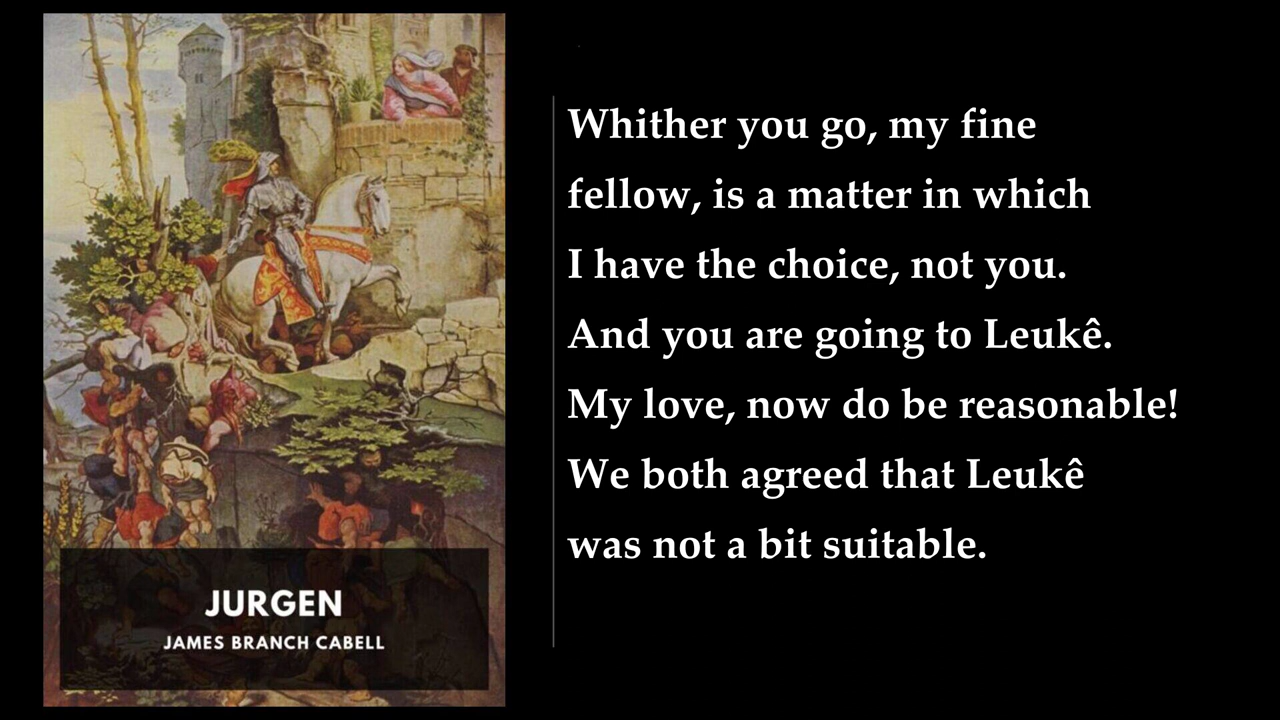 JURGEN
JAMES BRANCH CABELL
Whither you go, my fine
fellow, is a matter in which
I have the choice, not you.
And you are going to Leukê.
My love, now do be reasonable!
We both agreed that Leukê
was not a bit suitable.